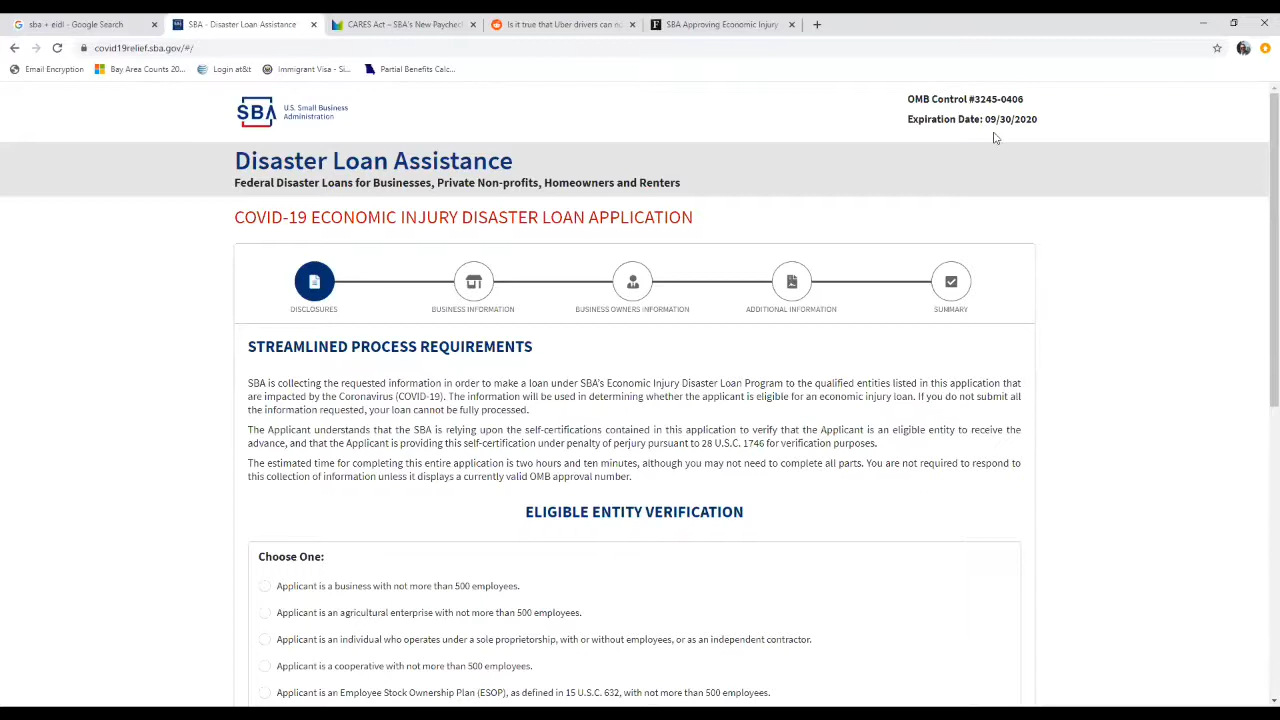 sba + eidl - Google Search
SBA - Disaster Loan Assistance
CARES Act – SBA's New Paychec
Is it true that Uber drivers can n
SBA Approving Economic Injury
covid19relief.sba.gov/#/
Email Encryption
Bay Area Counts 20...
Login at&t
Immigrant Visa - Si...
Partial Benefits Calc...
SBA
U.S. Small Business
Administration
OMB Control #3245-0406
Expiration Date: 09/30/2020
Disaster Loan Assistance
Federal Disaster Loans for Businesses, Private Non-profits, Homeowners and Renters
COVID-19 ECONOMIC INJURY DISASTER LOAN APPLICATION
DISCLOSURES
BUSINESS INFORMATION
BUSINESS OWNERS INFORMATION
ADDITIONAL INFORMATION
SUMMARY
STREAMLINED PROCESS REQUIREMENTS
SBA is collecting the requested information in order to make a loan under SBA's Economic Injury Disaster Loan Program to the qualified entities listed in this application that
are impacted by the Coronavirus (COVID-19). The information will be used in determining whether the applicant is eligible for an economic injury loan. If you do not submit all
the information requested, your loan cannot be fully processed.
The Applicant understands that the SBA is relying upon the self-certifications contained in this application to verify that the Applicant is an eligible entity to receive the
advance, and that the Applicant is providing this self-certification under penalty of perjury pursuant to 28 U.S.C. 1746 for verification purposes.
The estimated time for completing this entire application is two hours and ten minutes, although you may not need to complete all parts. You are not required to respond to
this collection of information unless it displays a currently valid OMB approval number.
ELIGIBLE ENTITY VERIFICATION
Choose One:
Applicant is a business with not more than 500 employees.
Applicant is an agricultural enterprise with not more than 500 employees.
Applicant is an individual who operates under a sole proprietorship, with or without employees, or as an independent contractor.
Applicant is a cooperative with not more than 500 employees.
Applicant is an Employee Stock Ownership Plan (ESOP), as defined in 15 U.S.C. 632, with not more than 500 employees.